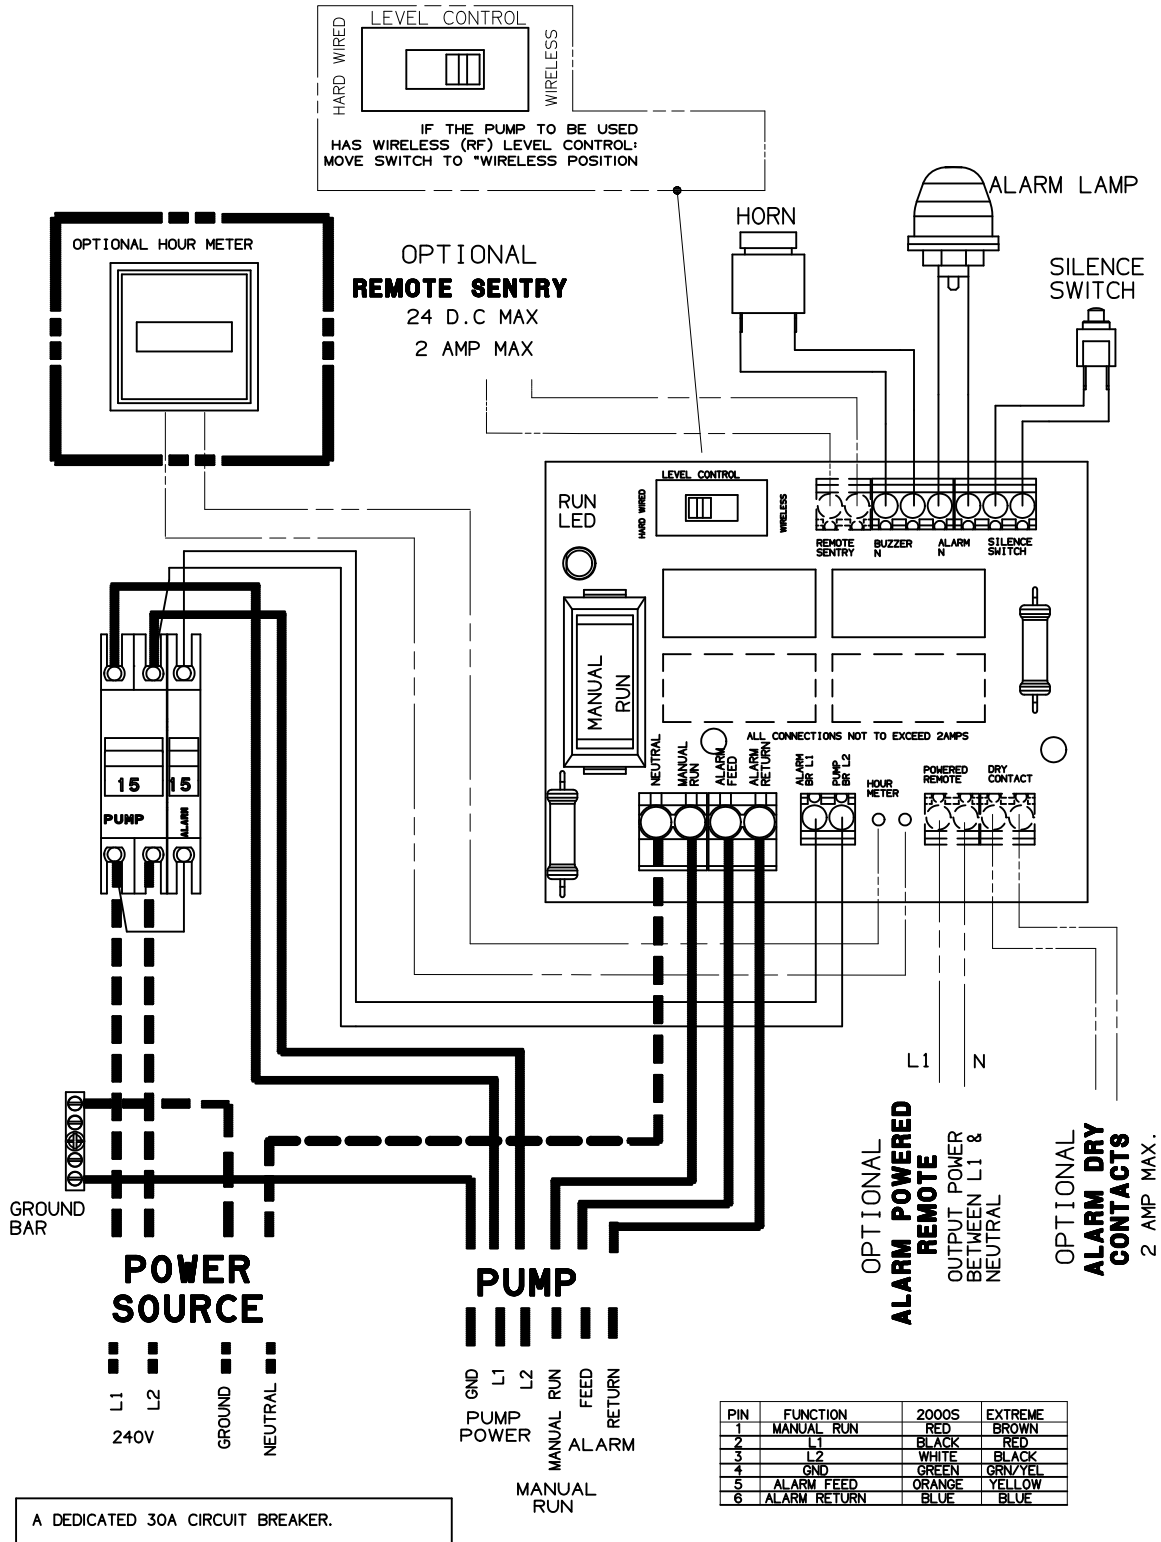 LEVEL CONTROL
HARD WIRED
WIRELESS
IF THE PUMP TO BE USED
HAS WIRELESS (RF) LEVEL CONTROL:
MOVE SWITCH TO "WIRELESS POSITION
ALARM LAMP
HORN
SILENCE
SWITCH
OPTIONAL HOUR METER
OPTIONAL
REMOTE SENTRY
24 D.C MAX
2 AMP MAX
LEVEL CONTROL
HARD WIRED
WIRELESS
RUN
LED
REMOTE
SENTRY
BUZZER
N
ALARM
N
SILENCE
SWITCH
MANUAL
RUN
ALL CONNECTIONS NOT TO EXCEED 2AMPS
NEUTRAL
MANUAL
RUN
ALARM
FEED
ALARM
RETURN
ALARM
BR L1
PUMP
BR L2
HOUR
METER
POWERED
REMOTE
DRY
CONTACT
15
15
PUMP
ALARM
L1
N
GROUND
BAR
OPTIONAL
ALARM POWERED
REMOTE
OUTPUT POWER
BETWEEN L1 &
NEUTRAL
OPTIONAL
ALARM DRY
CONTACTS
2 AMP MAX.
POWER
SOURCE
PUMP
L1
L2
240V
GROUND
NEUTRAL
GND
L1
L2
PUMP
POWER
MANUAL RUN
FEED
RETURN
ALARM
MANUAL
RUN
PIN FUNCTION 2000S EXTREME
1 MANUAL RUN RED BROWN
2 L1 BLACK RED
3 L2 WHITE BLACK
4 GND GREEN GRN/YEL
5 ALARM FEED ORANGE YELLOW
6 ALARM RETURN BLUE BLUE
A DEDICATED 30A CIRCUIT BREAKER.